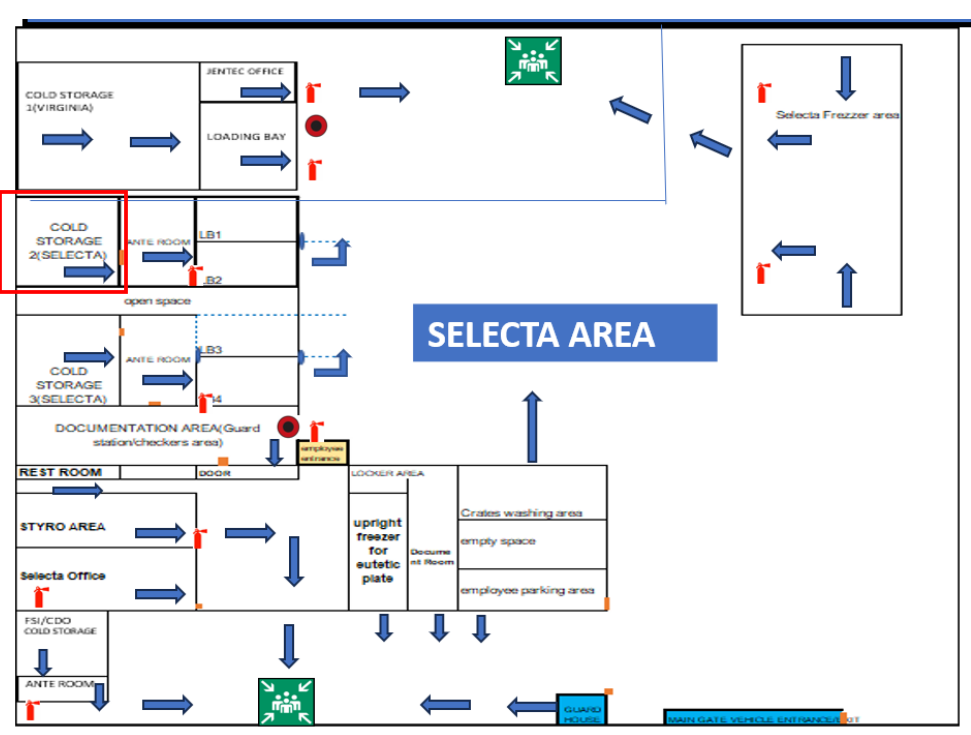 JENTEC OFFICE
COLD STORAGE
1(VIRGINIA)
LOADING BAY
Selecta Frezzer area
COLD
STORAGE
2(SELECTA)
ANTE ROOM
LB1
LB2
open space
SELECTA AREA
LB3
ANTE ROOM
COLD
STORAGE
3(SELECTA)
DOCUMENTATION AREA(Guard
station/checkers area)
employee
entrance
REST ROOM
DOOR
LOCKER AREA
STYRO AREA
upright
freezer
for
eutetic
plate
Docume
nt Room
Crates washing area
empty space
Selecta Office
employee parking area
FSI/CDO
COLD STORAGE
ANTE ROOM
GUARD
HOUSE
MAIN GATE VEHICLE ENTRANCE/EXIT